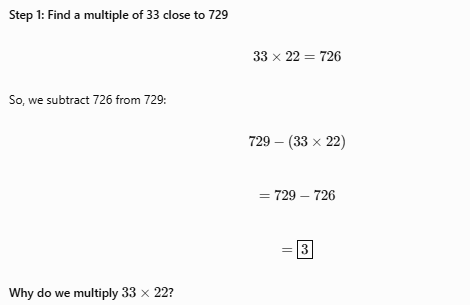 Step 1: Find a multiple of 33 close to 729
33 × 22 = 726
So, we subtract 726 from 729:
729 − (33 × 22)
= 729 − 726
= 3
Why do we multiply 33 × 22?